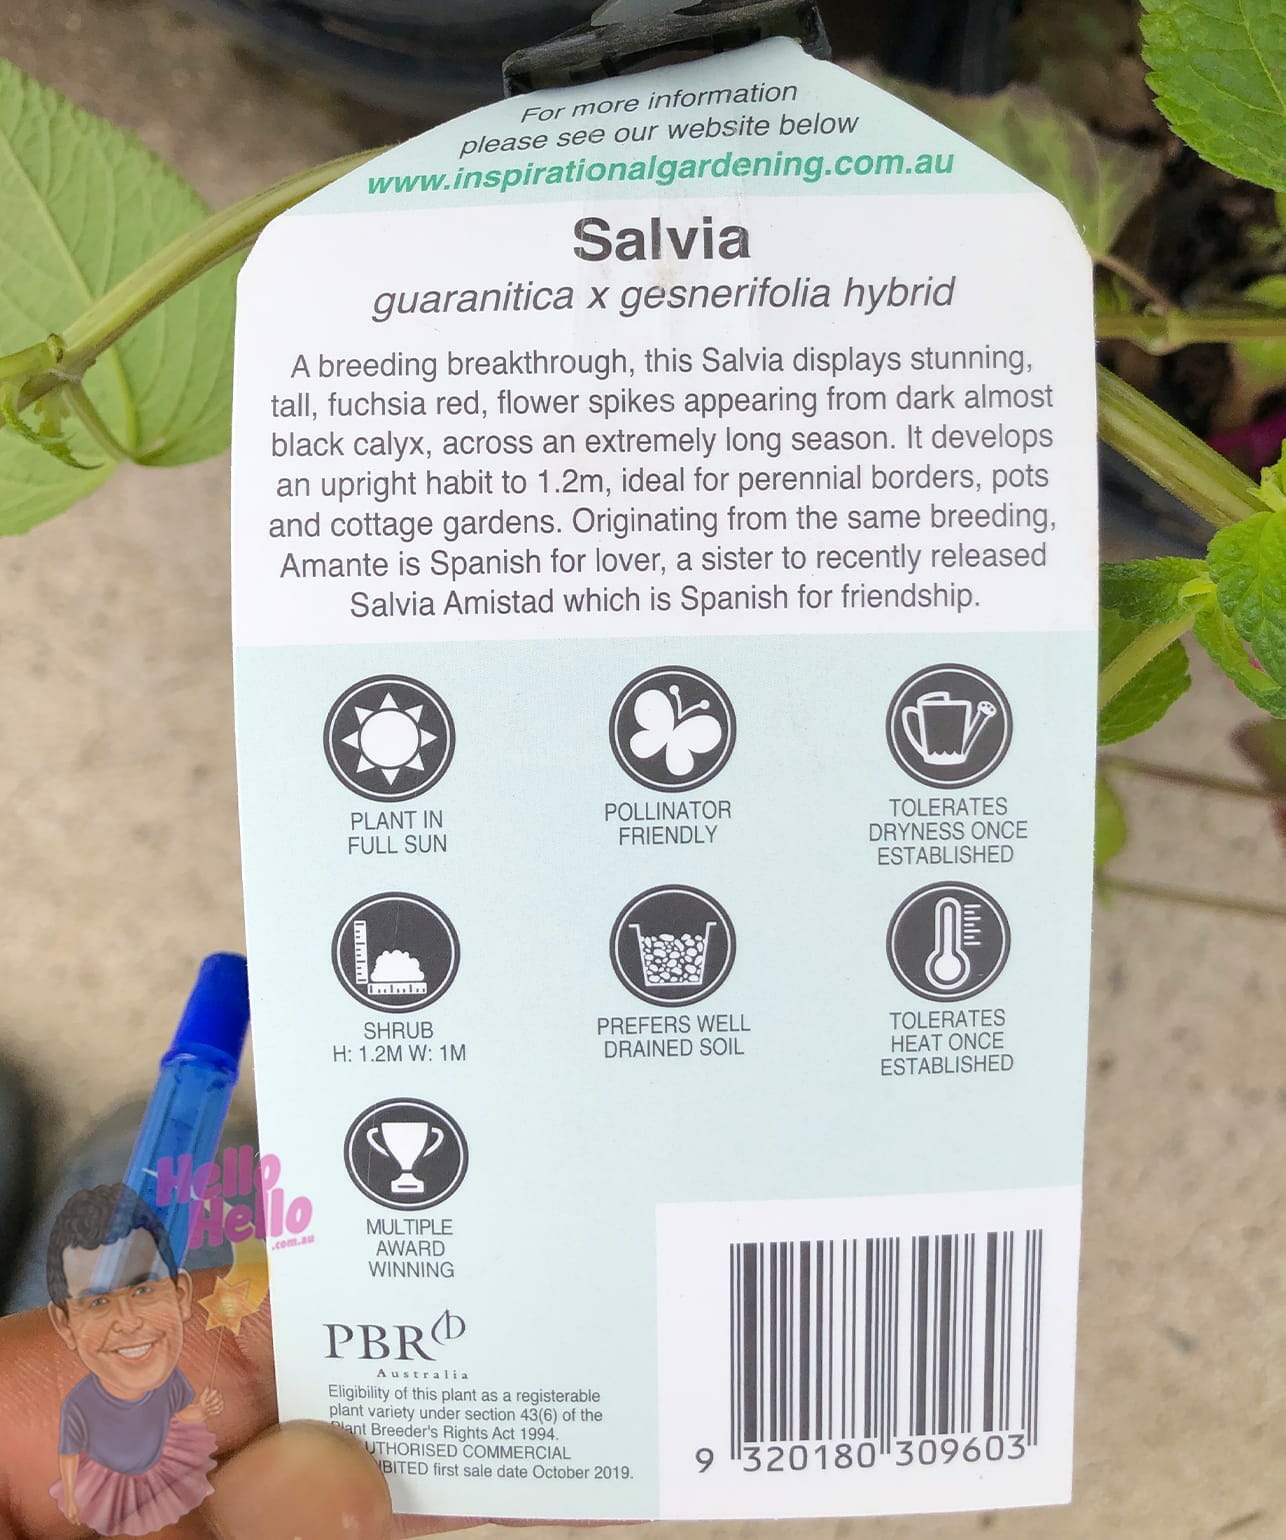 For more information
please see our website below
www.inspirationalgardening.com.au
Salvia
guaranitica x gesnerifolia hybrid
A breeding breakthrough, this Salvia displays stunning,
tall, fuchsia red, flower spikes appearing from dark almost
black calyx, across an extremely long season. It develops
an upright habit to 1.2m, ideal for perennial borders, pots
and cottage gardens. Originating from the same breeding,
Amante is Spanish for lover, a sister to recently released
Salvia Amistad which is Spanish for friendship.
PLANT IN
FULL SUN
POLLINATOR
FRIENDLY
TOLERATES
DRYNESS ONCE
ESTABLISHED
SHRUB
H: 1.2M W: 1M
PREFERS WELL
DRAINED SOIL
TOLERATES
HEAT ONCE
ESTABLISHED
MULTIPLE
AWARD
WINNING
PBR
Australia
Eligibility of this plant as a registerable
plant variety under section 43(6) of the
Plant Breeder's Rights Act 1994.
UTHORISED COMMERCIAL
IBITED first sale date October 2019.
9 320180 309603
Hello
Hello
.com.au